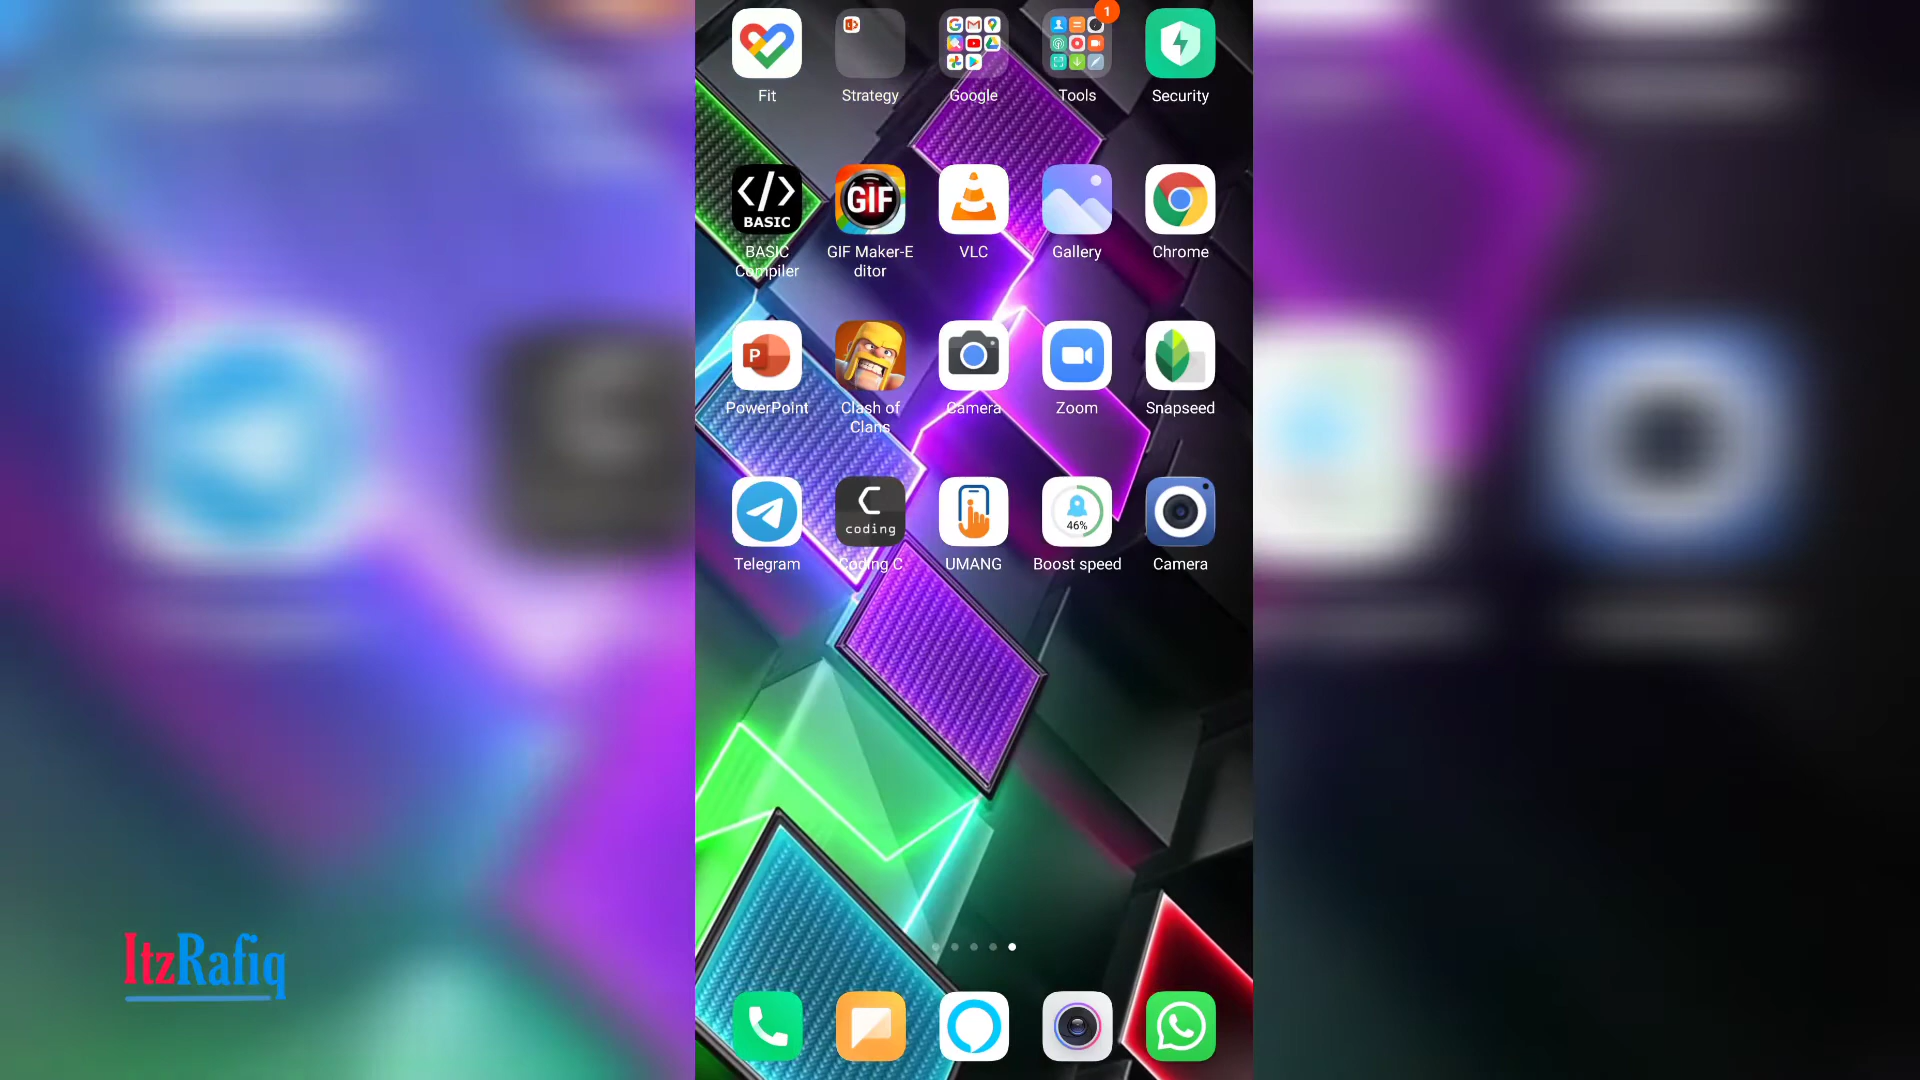 1
Fit
Strategy
Google
Tools
Security
</>
BASIC
GIF
BASIC
Compiler
GIF Maker-E
ditor
VLC
Gallery
Chrome
P
PowerPoint
Clash of
Clans
Camera
Zoom
Snapseed
coding
46%
Telegram
Coding C
UMANG
Boost speed
Camera
ItzRafiq